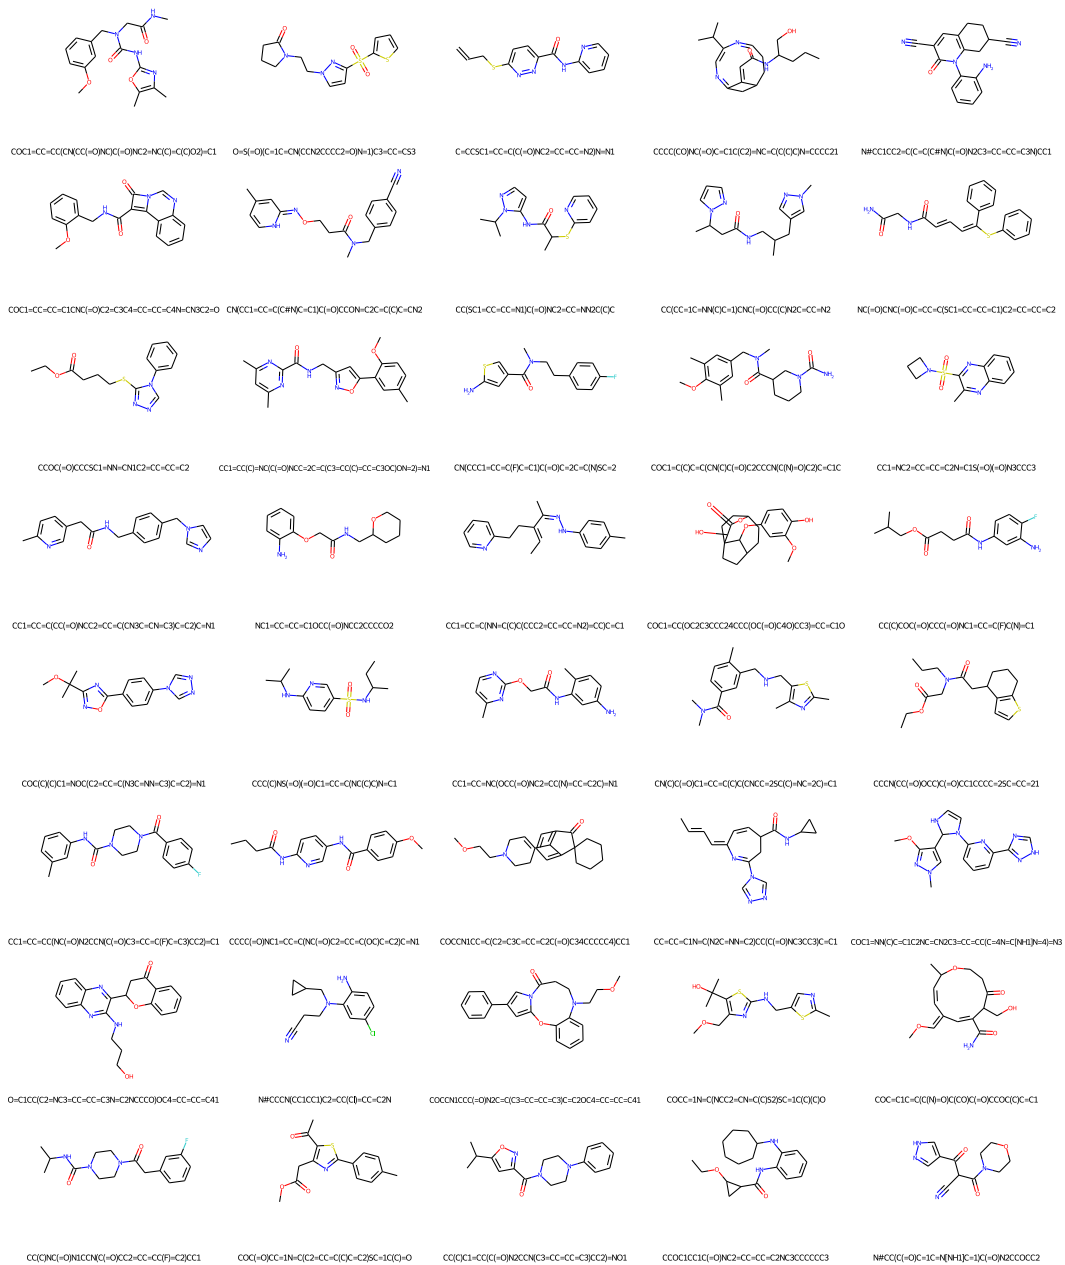 COC1=CC=CC(CN(CC(=O)NC)C(=O)NC2=NC(C)=C(C)O2)=C1
O=S(=O)(C=1C=CN(CCN2CCCC2=O)N=1)C3=CC=CS3
C=CCSC1=CC=C(C(=O)NC2=CC=CC=N2)N=N1
CCCC(CO)NC(=O)C=C1C(C2)=NC=C(C(C)C)N=CCCC21
N#CC1CC2=C(C=C(C#N)C(=O)N2C3=CC=CC=C3N)CC1
COC1=CC=CC=C1CNC(=O)C2=C3C4=CC=CC=C4N=CN3C2=O
CN(CC1=CC=C(C#N)C=C1)C(=O)CCON=C2C=C(C)C=CN2
CC(SC1=CC=CC=N1)C(=O)NC2=CC=NN2C(C)C
CC(CC=1C=NN(C)C=1)CNC(=O)CC(C)N2C=CC=N2
NC(=O)CNC(=O)C=CC=C(SC1=CC=CC=C1)C2=CC=CC=C2
CCOC(=O)CCCSC1=NN=CN1C2=CC=CC=C2
CC1=CC(C)=NC(C(=O)NCC=2C=C(C3=CC(C)=CC=C3OC)ON=2)=N1
CN(CCC1=CC=C(F)C=C1)C(=O)C=2C=C(N)SC=2
COC1=C(C)C=C(CN(C)C(=O)C2CCCN(C(N)=O)C2)C=C1C
CC1=NC2=CC=CC=C2N=C1S(=O)(=O)N3CCC3
CC1=CC=C(CC(=O)NCC2=CC=C(CN3C=CN=C3)C=C2)C=N1
NC1=CC=CC=C1OCC(=O)NCC2CCCCO2
CC1=CC=C(NN=C(C)C(CCC2=CC=CC=N2)=CC)C=C1
COC1=CC(OC2C3CCC24CCC(OC(=O)C4O)CC3)=CC=C1O
CC(C)COC(=O)CCC(=O)NC1=CC=C(F)C(N)=C1
COC(C)(C)C1=NOC(C2=CC=C(N3C=NN=C3)C=C2)=N1
CCC(C)NS(=O)(=O)C1=CC=C(NC(C)C)N=C1
CC1=CC=NC(OCC(=O)NC2=CC(N)=CC=C2C)=N1
CN(C)C(=O)C1=CC=C(C)C(CNCC=2SC(C)=NC=2C)=C1
CCCN(CC(=O)OCC)C(=O)CC1CCCC=2SC=CC=21
CC1=CC=CC(NC(=O)N2CCN(C(=O)C3=CC=C(F)C=C3)CC2)=C1
CCCC(=O)NC1=CC=C(NC(=O)C2=CC=C(OC)C=C2)C=N1
COCCN1CC=C(C2=C3C=CC=C2C(=O)C34CCCCC4)CC1
CC=CC=C1N=C(N2C=NN=C2)CC(C(=O)NC3CC3)C=C1
COC1=NN(C)C=C1C2NC=CN2C3=CC=CC(C=4N=C[NH1]N=4)=N3
O=C1CC(C2=NC3=CC=CC=C3N=C2NCCCO)OC4=CC=CC=C41
N#CCCN(CC1CC1)C2=CC(Cl)=CC=C2N
COCCN1CCC(=O)N2C=C(C3=CC=CC=C3)C=C2OC4=CC=CC=C41
COCC=1N=C(NCC2=CN=C(C)S2)SC=1C(C)(C)O
COC=C1C=C(C(N)=O)C(CO)C(=O)CCOC(C)C=C1
CC(C)NC(=O)N1CCN(C(=O)CC2=CC=CC(F)=C2)CC1
COC(=O)CC=1N=C(C2=CC=C(C)C=C2)SC=1C(C)=O
CC(C)C1=CC(C(=O)N2CCN(C3=CC=CC=C3)CC2)=NO1
CCOC1CC1C(=O)NC2=CC=CC=C2NC3CCCCCC3
N#CC(C(=O)C=1C=N[NH1]C=1)C(=O)N2CCOCC2